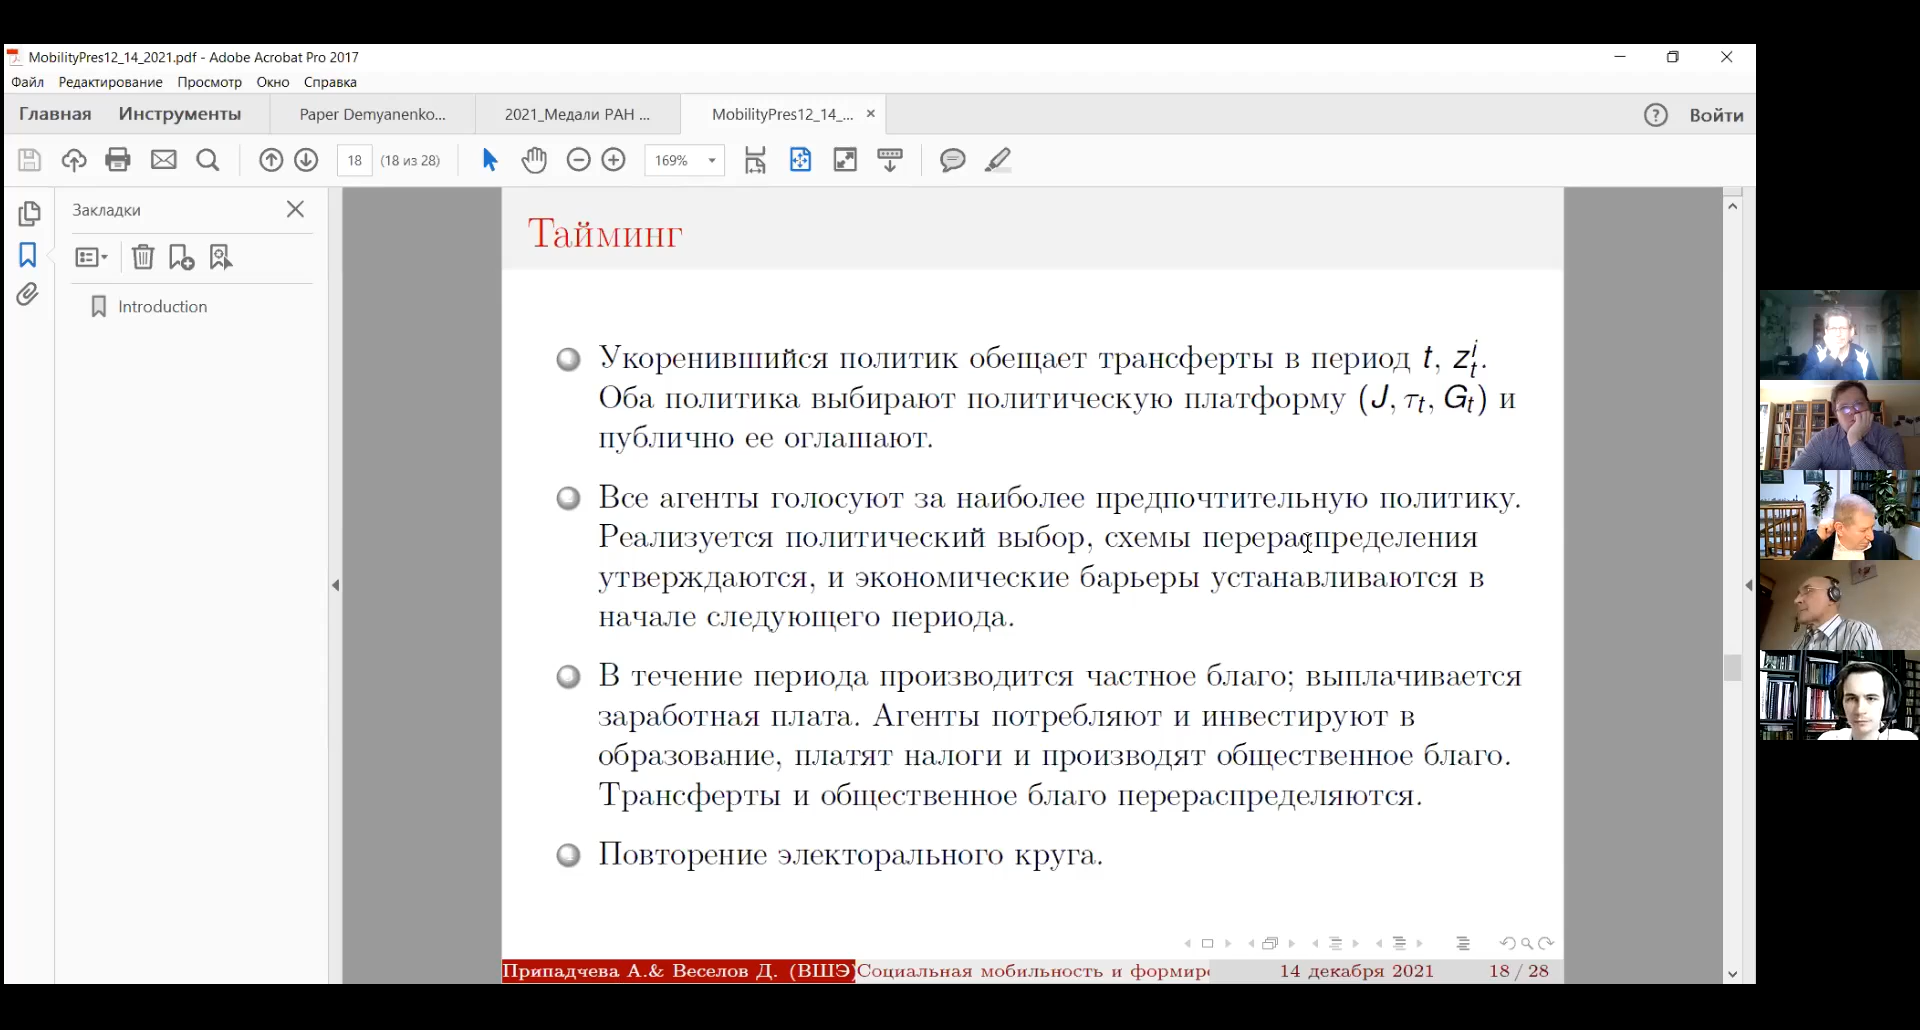 MobilityPres12_14_2021.pdf - Adobe Acrobat Pro 2017
Файл Редактирование Просмотр Окно Справка
Главная Инструменты Paper Demyanenko... 2021_Медали РАН ... MobilityPres12_14_... × ? Войти
18 (18 из 28) 169%
Закладки
Introduction
Тайминг
Укоренившийся политик обещает трансферты в период t, z_t^i.
Оба политика выбирают политическую платформу (J, τ_t, G_t) и
публично ее оглашают.
Все агенты голосуют за наиболее предпочтительную политику.
Реализуется политический выбор, схемы перераспределения
утверждаются, и экономические барьеры устанавливаются в
начале следующего периода.
В течение периода производится частное благо; выплачивается
заработная плата. Агенты потребляют и инвестируют в
образование, платят налоги и производят общественное благо.
Трансферты и общественное благо перераспределяются.
Повторение электорального круга.
Припадчева А.& Веселов Д. (ВШЭ) Социальная мобильность и формир 14 декабря 2021 18 / 28